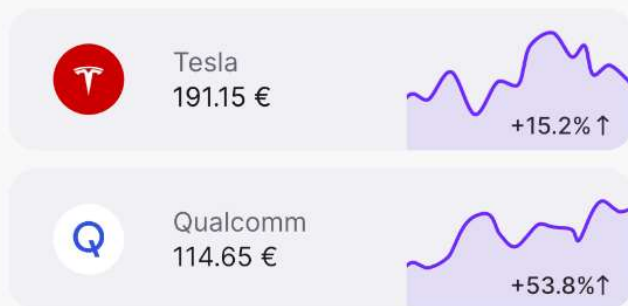 Tesla
191.15 €
+15.2%↑
Q
Qualcomm
114.65 €
+53.8%↑